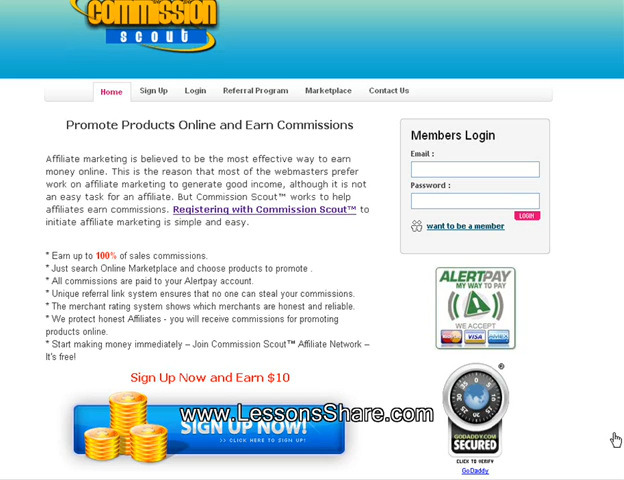 commission
scout
Home Sign Up Login Referral Program Marketplace Contact Us
Promote Products Online and Earn Commissions
Affiliate marketing is believed to be the most effective way to earn
money online. This is the reason that most of the webmasters prefer
work on affiliate marketing to generate good income, although it is not
an easy task for an affiliate. But Commission Scout™ works to help
affiliates earn commissions. Registering with Commission Scout™ to
initiate affiliate marketing is simple and easy.
* Earn up to 100% of sales commissions.
* Just search Online Marketplace and choose products to promote .
* All commissions are paid to your Alertpay account.
* Unique referral link system ensures that no one can steal your commissions.
* The merchant rating system shows which merchants are honest and reliable.
* We protect honest Affiliates - you will receive commissions for promoting
products online.
* Start making money immediately – Join Commission Scout™ Affiliate Network –
It's free!
Sign Up Now and Earn $10
www.LessonsShare.com
SIGN UP NOW!
>> CLICK HERE TO SIGN UP!
Members Login
Email :
Password :
LOGIN
want to be a member
ALERTPAY
MY WAY TO PAY
WE ACCEPT
VISA
GODADDY.COM
SECURED
CLICK TO VERIFY
GoDaddy